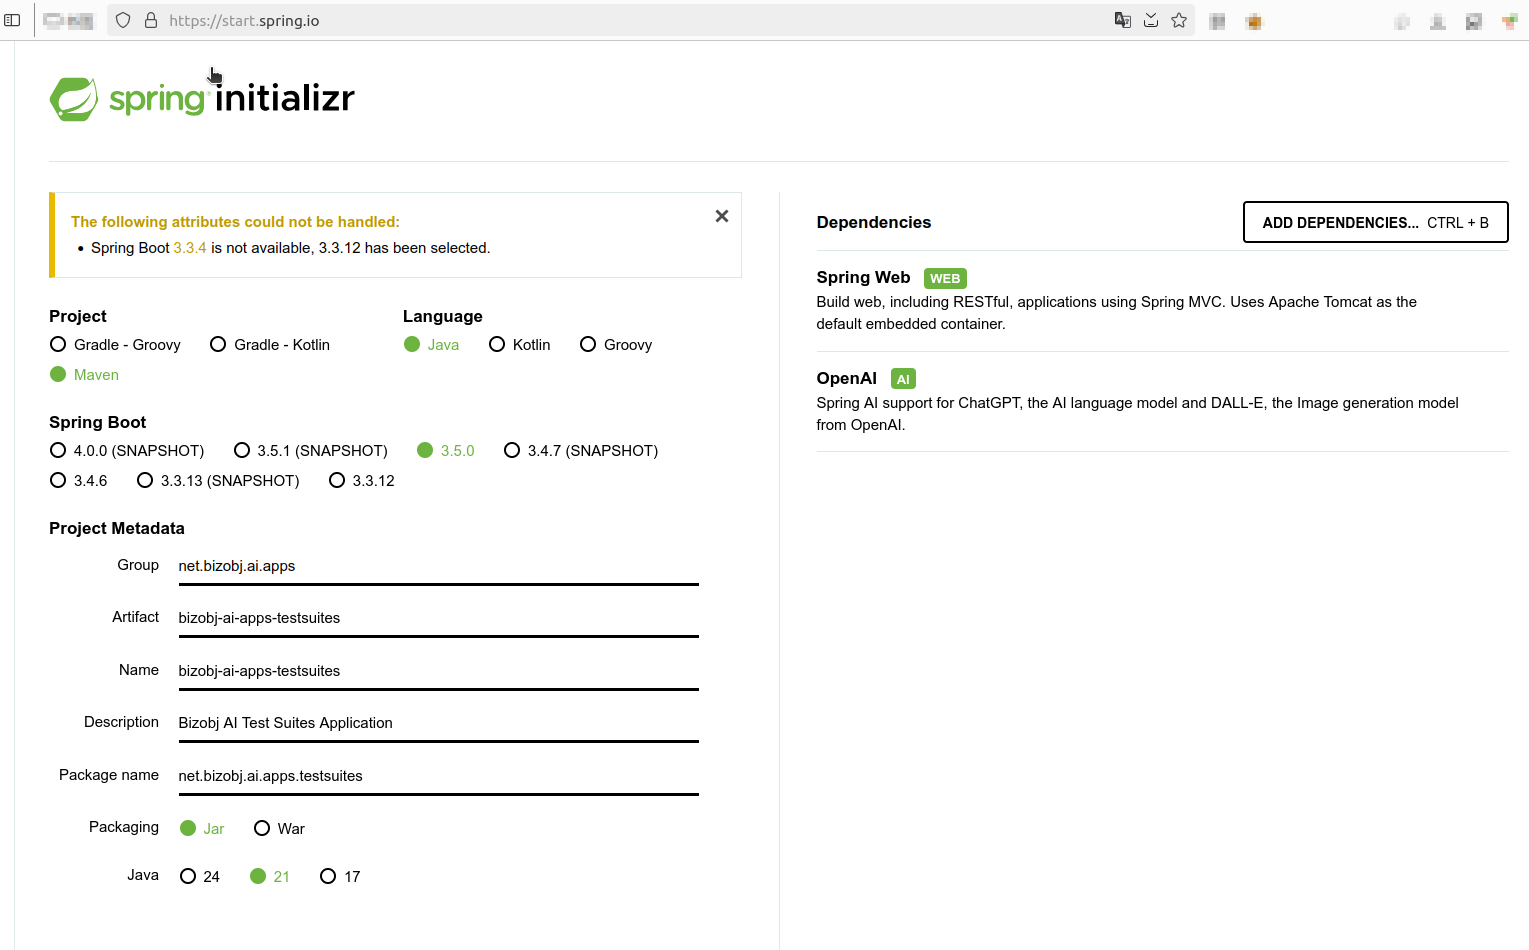 https://start.spring.io
spring initializr
The following attributes could not be handled:
• Spring Boot 3.3.4 is not available, 3.3.12 has been selected.
Project
Gradle - Groovy Gradle - Kotlin
Maven
Language
Java Kotlin Groovy
Spring Boot
4.0.0 (SNAPSHOT) 3.5.1 (SNAPSHOT) 3.5.0 3.4.7 (SNAPSHOT)
3.4.6 3.3.13 (SNAPSHOT) 3.3.12
Project Metadata
Group net.bizobj.ai.apps
Artifact bizobj-ai-apps-testsuites
Name bizobj-ai-apps-testsuites
Description Bizobj AI Test Suites Application
Package name net.bizobj.ai.apps.testsuites
Packaging Jar War
Java 24 21 17
Dependencies
ADD DEPENDENCIES... CTRL + B
Spring Web WEB
Build web, including RESTful, applications using Spring MVC. Uses Apache Tomcat as the
default embedded container.
OpenAI AI
Spring AI support for ChatGPT, the AI language model and DALL-E, the Image generation model
from OpenAI.